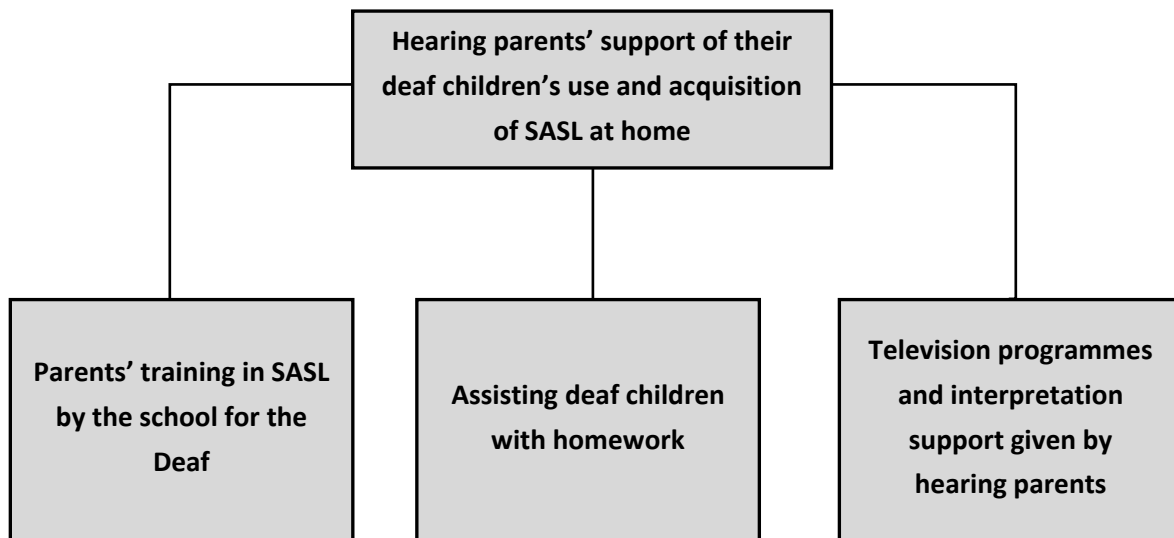 Hearing parents’ support of their
deaf children’s use and acquisition
of SASL at home
Parents’ training in SASL
by the school for the
Deaf
Assisting deaf children
with homework
Television programmes
and interpretation
support given by
hearing parents